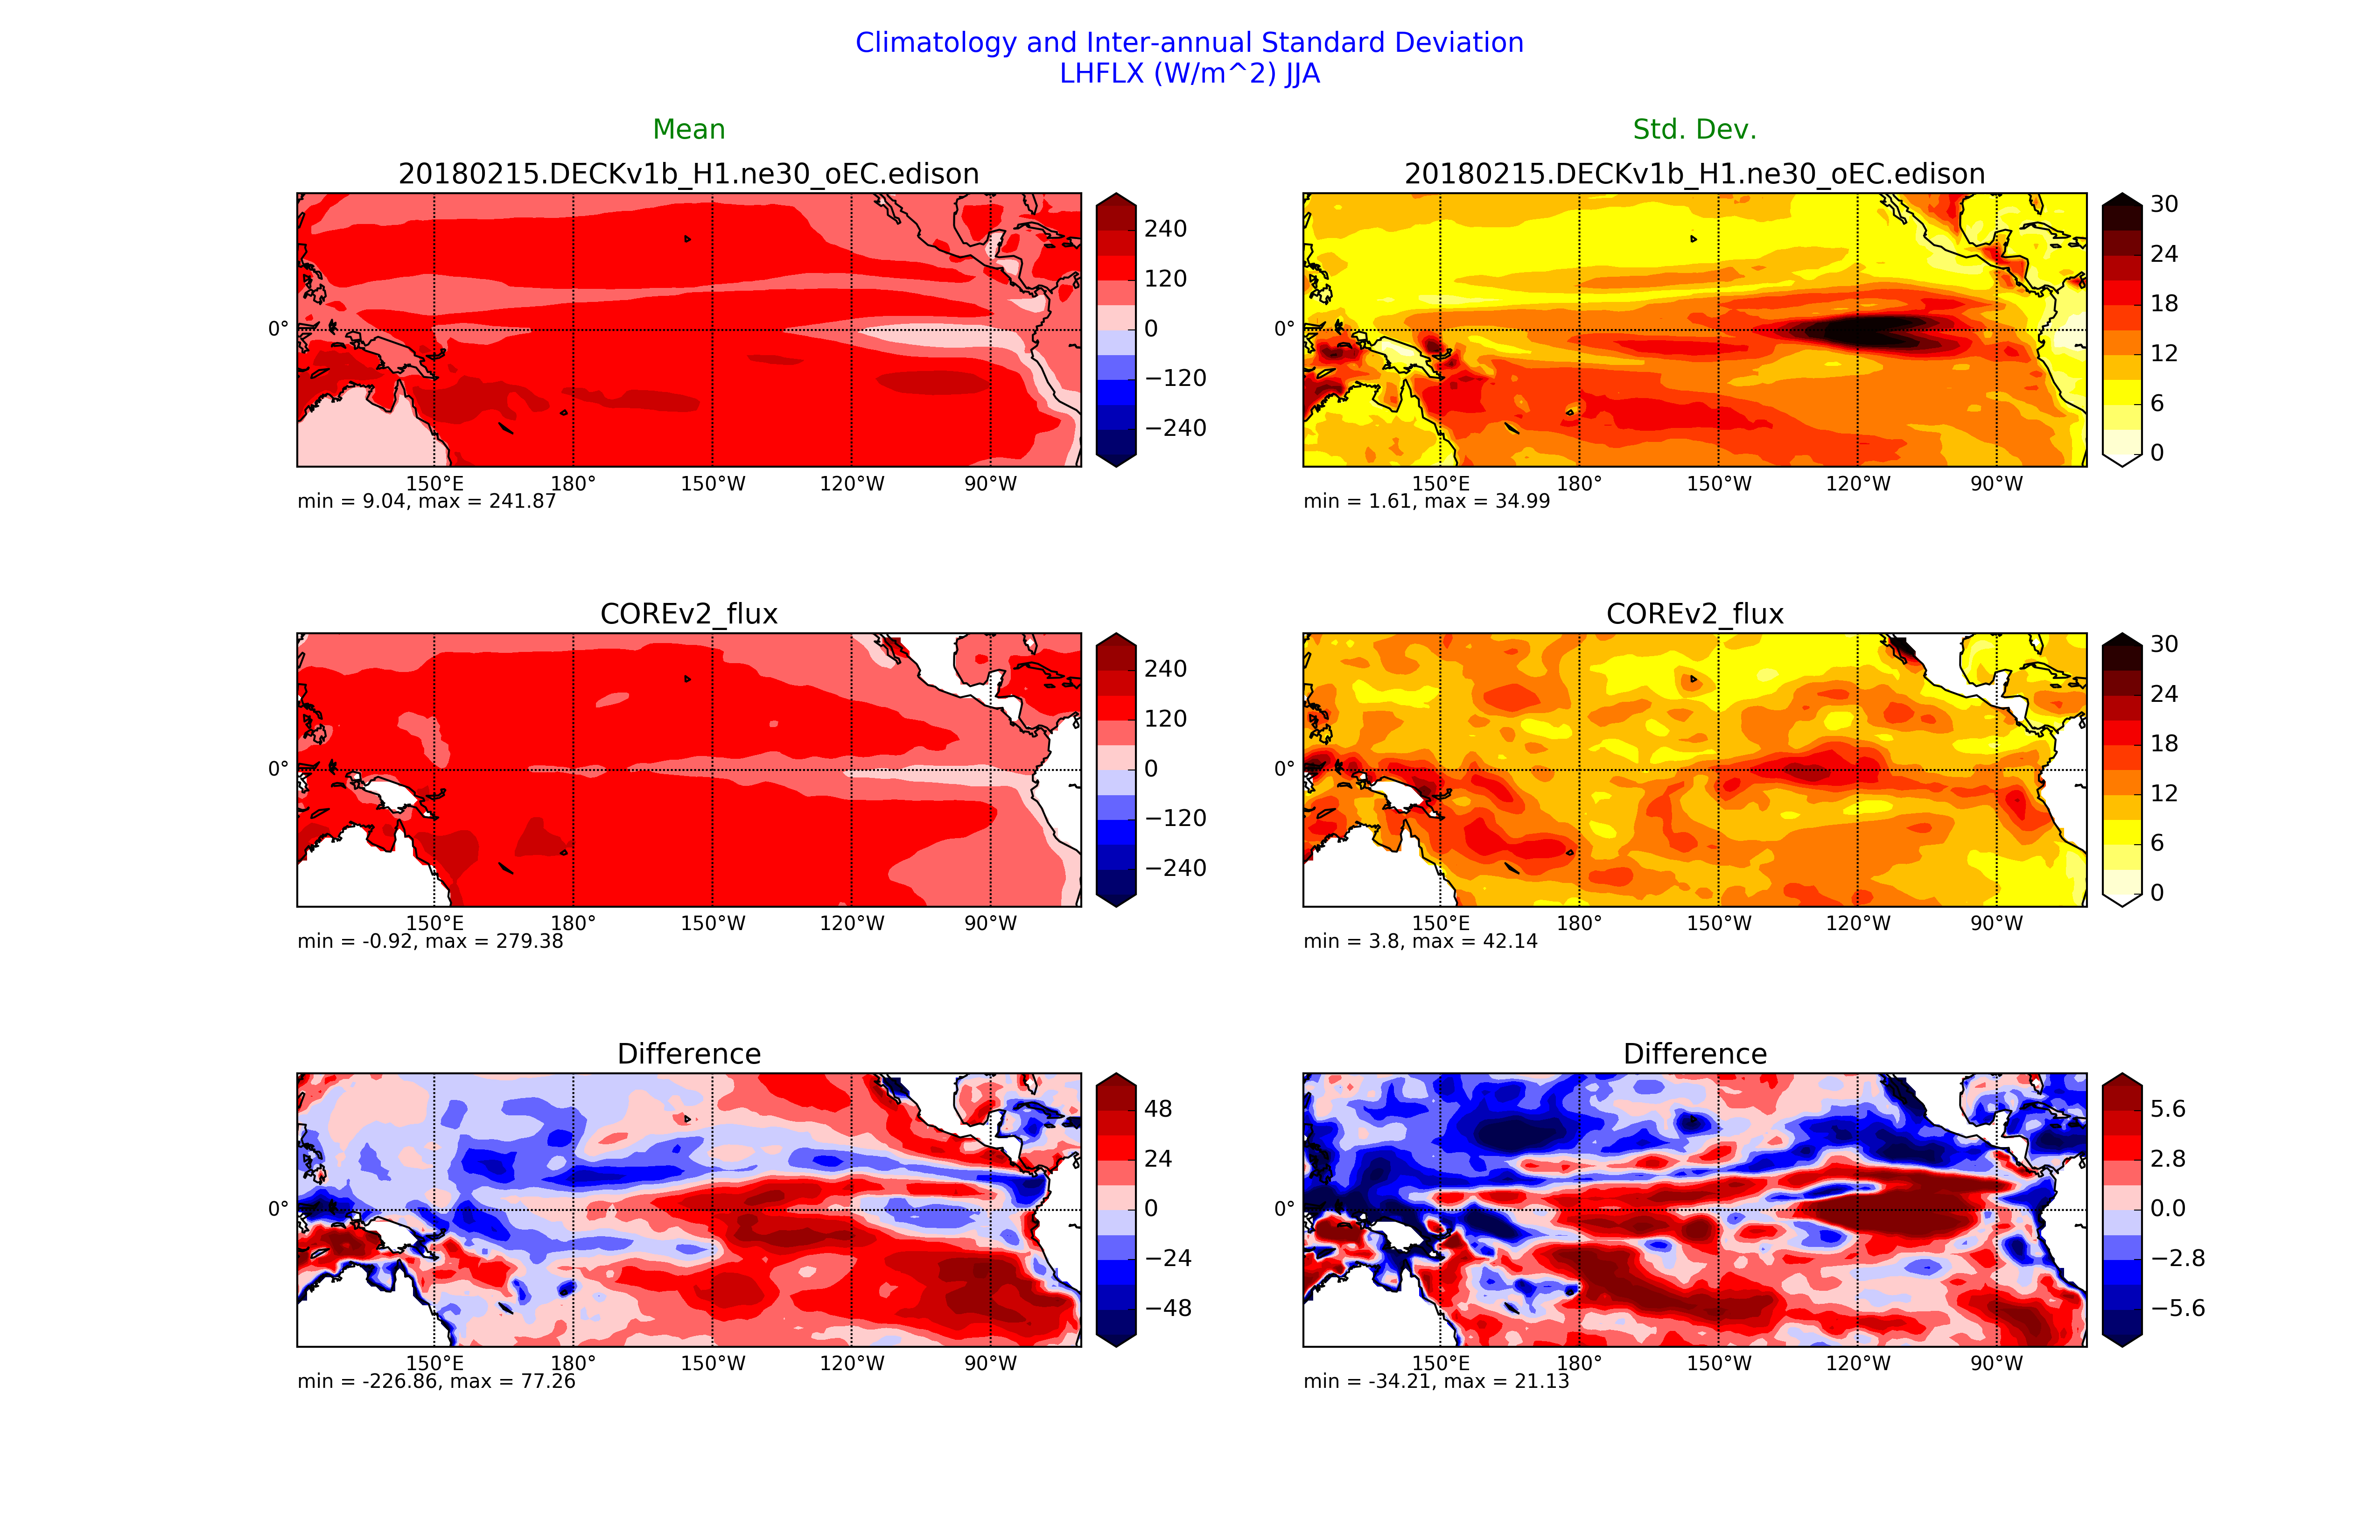 Climatology and Inter-annual Standard Deviation
LHFLX (W/m^2) JJA
Mean
Std. Dev.
20180215.DECKv1b_H1.ne30_oEC.edison
20180215.DECKv1b_H1.ne30_oEC.edison
0°
150°E 180° 150°W 120°W 90°W
min = 9.04, max = 241.87
240
120
0
−120
−240
0°
150°E 180° 150°W 120°W 90°W
min = 1.61, max = 34.99
30
24
18
12
6
0
COREv2_flux
COREv2_flux
0°
150°E 180° 150°W 120°W 90°W
min = -0.92, max = 279.38
240
120
0
−120
−240
0°
150°E 180° 150°W 120°W 90°W
min = 3.8, max = 42.14
30
24
18
12
6
0
Difference
Difference
0°
150°E 180° 150°W 120°W 90°W
min = -226.86, max = 77.26
48
24
0
−24
−48
0°
150°E 180° 150°W 120°W 90°W
min = -34.21, max = 21.13
5.6
2.8
0.0
−2.8
−5.6